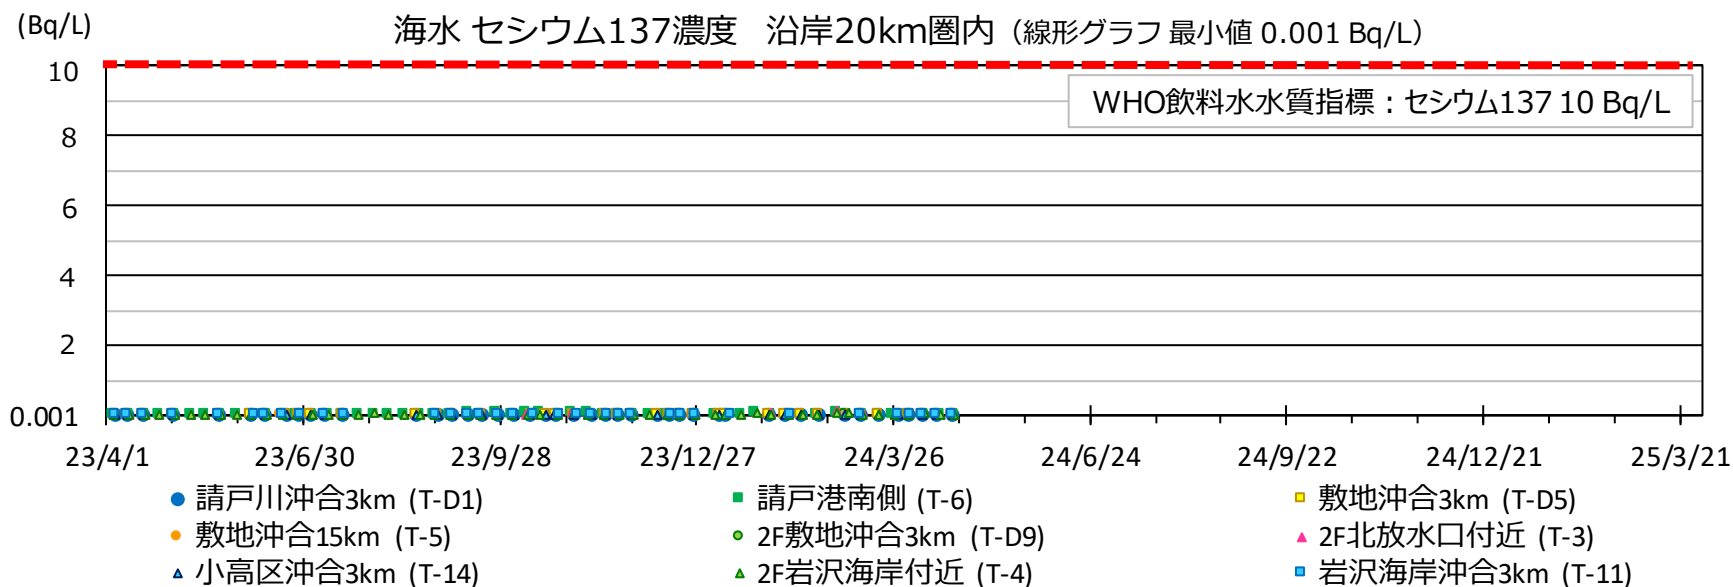 (Bq/L)
海水 セシウム137濃度 沿岸20km圏内（線形グラフ 最小値 0.001 Bq/L）
10
WHO飲料水水質指標：セシウム137 10 Bq/L
8
6
4
2
0.001
23/4/1 23/6/30 23/9/28 23/12/27 24/3/26 24/6/24 24/9/22 24/12/21 25/3/21
請戸川沖合3km (T-D1) 請戸港南側 (T-6) 敷地沖合3km (T-D5)
敷地沖合15km (T-5) 2F敷地沖合3km (T-D9) 2F北放水口付近 (T-3)
小高区沖合3km (T-14) 2F岩沢海岸付近 (T-4) 岩沢海岸沖合3km (T-11)